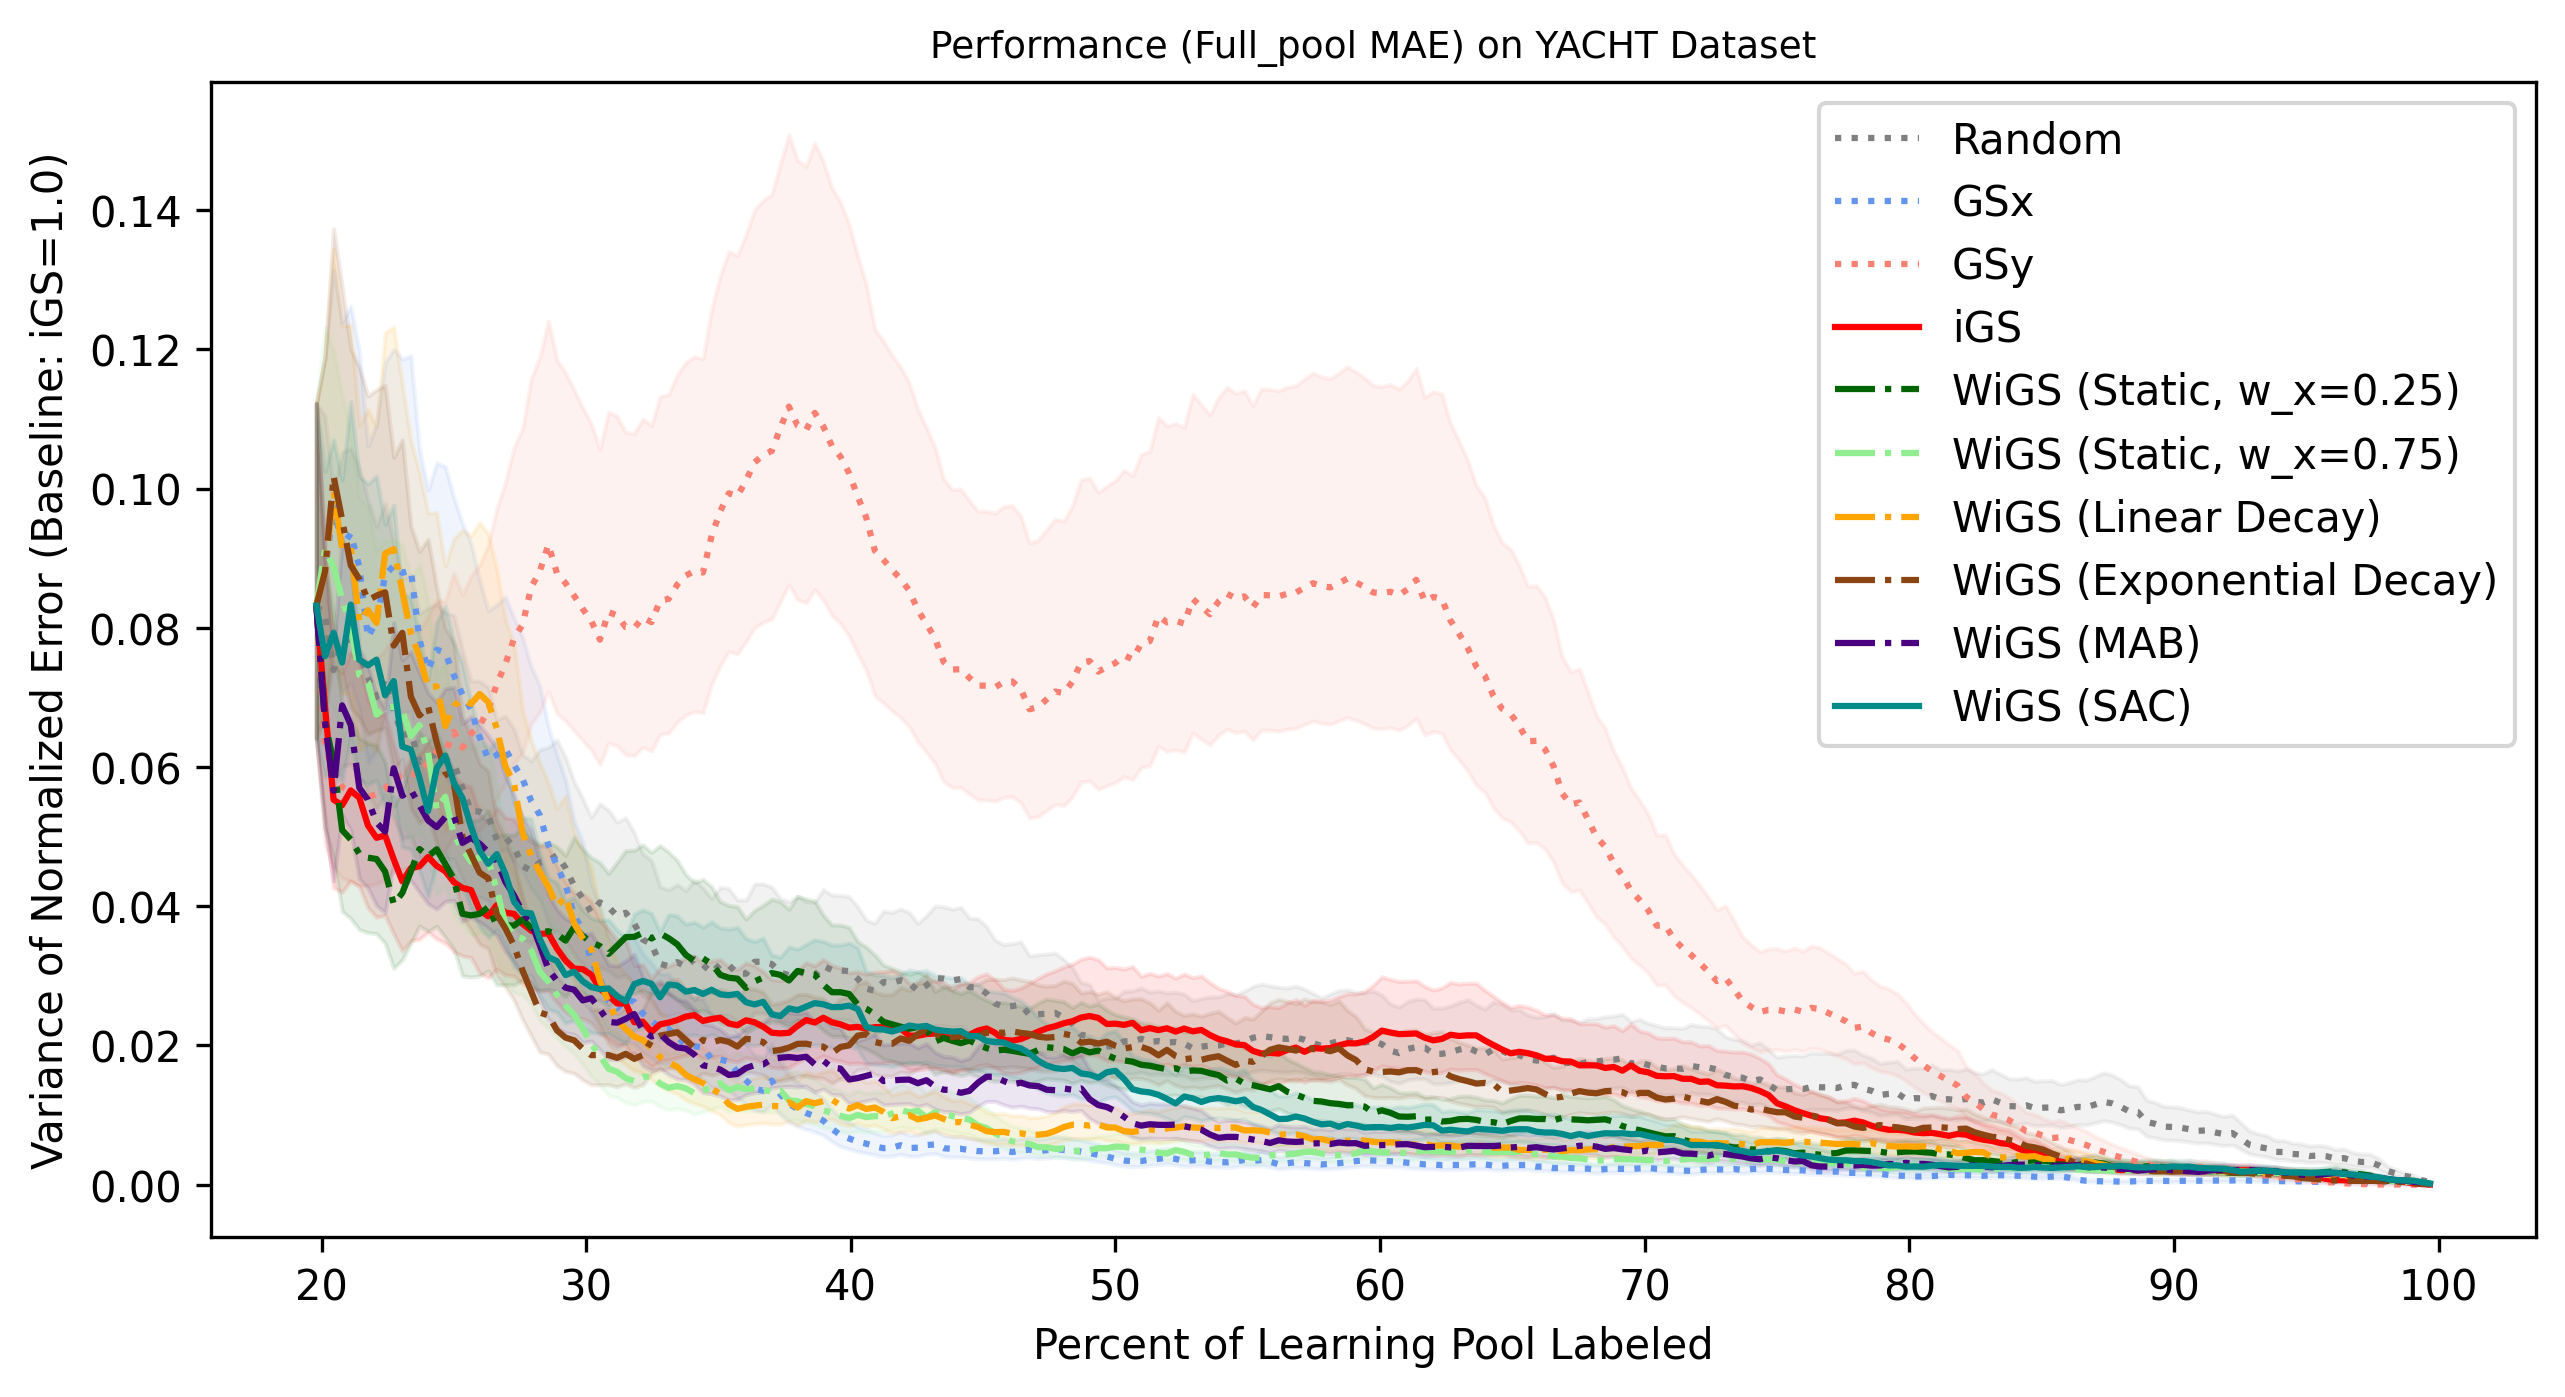 Performance (Full_pool MAE) on YACHT Dataset
Variance of Normalized Error (Baseline: iGS=1.0)
0.14
0.12
0.10
0.08
0.06
0.04
0.02
0.00
Random
GSx
GSy
iGS
WiGS (Static, w_x=0.25)
WiGS (Static, w_x=0.75)
WiGS (Linear Decay)
WiGS (Exponential Decay)
WiGS (MAB)
WiGS (SAC)
20 30 40 50 60 70 80 90 100
Percent of Learning Pool Labeled